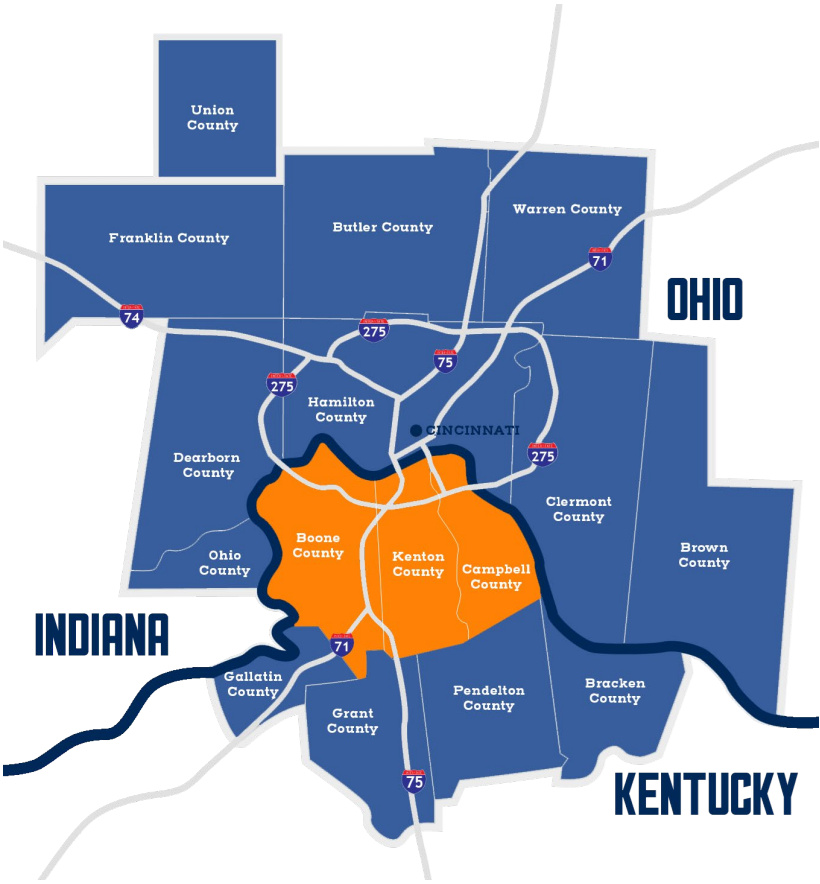 Union
County
Franklin County
Butler County
Warren County
71
OHIO
74
275
75
275
Hamilton
County
CINCINNATI
275
Dearborn
County
Clermont
County
Boone
County
Kenton
County
Campbell
County
Ohio
County
Brown
County
INDIANA
71
Gallatin
County
Grant
County
Pendelton
County
Bracken
County
75
KENTUCKY